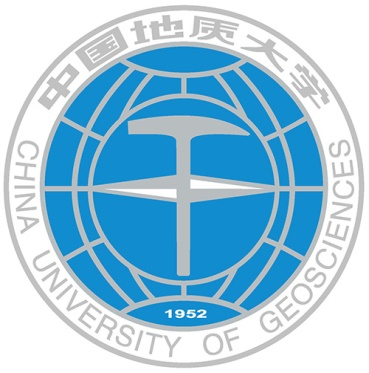 中国地质大学
CHINA UNIVERSITY OF GEOSCIENCES
1952